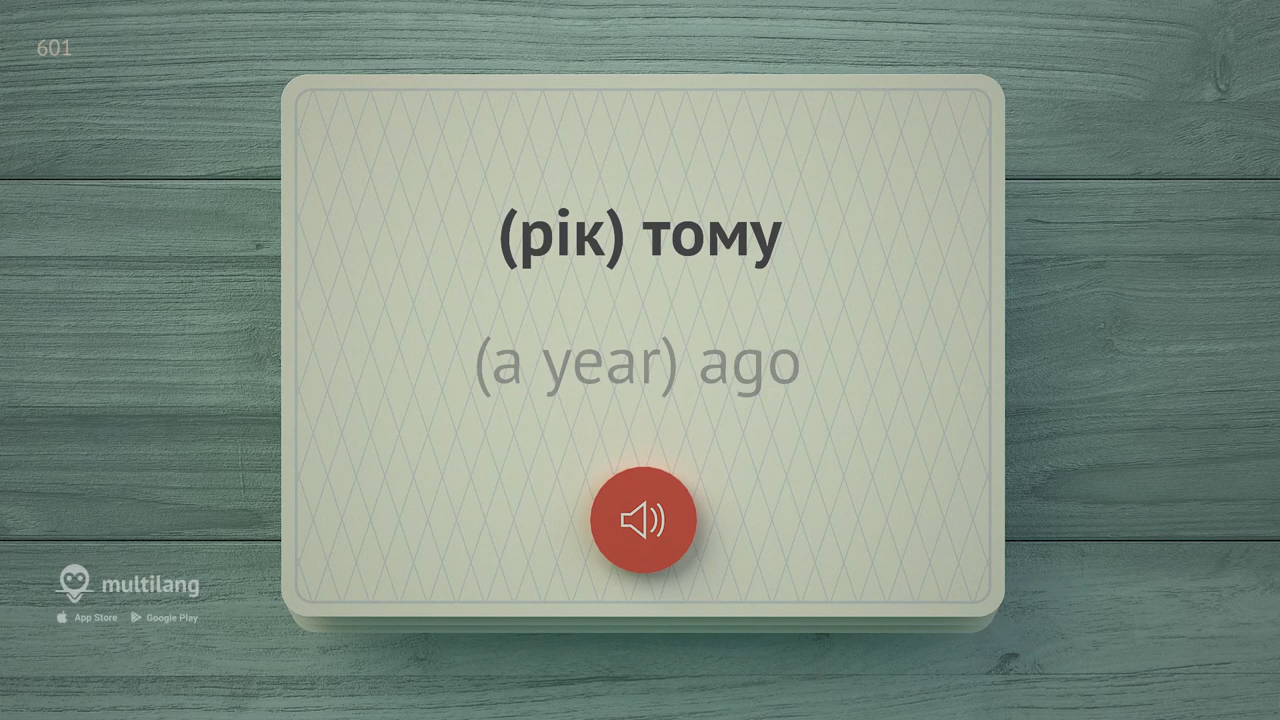 601
(рік) тому
(a year) ago
multilang
App Store Google Play